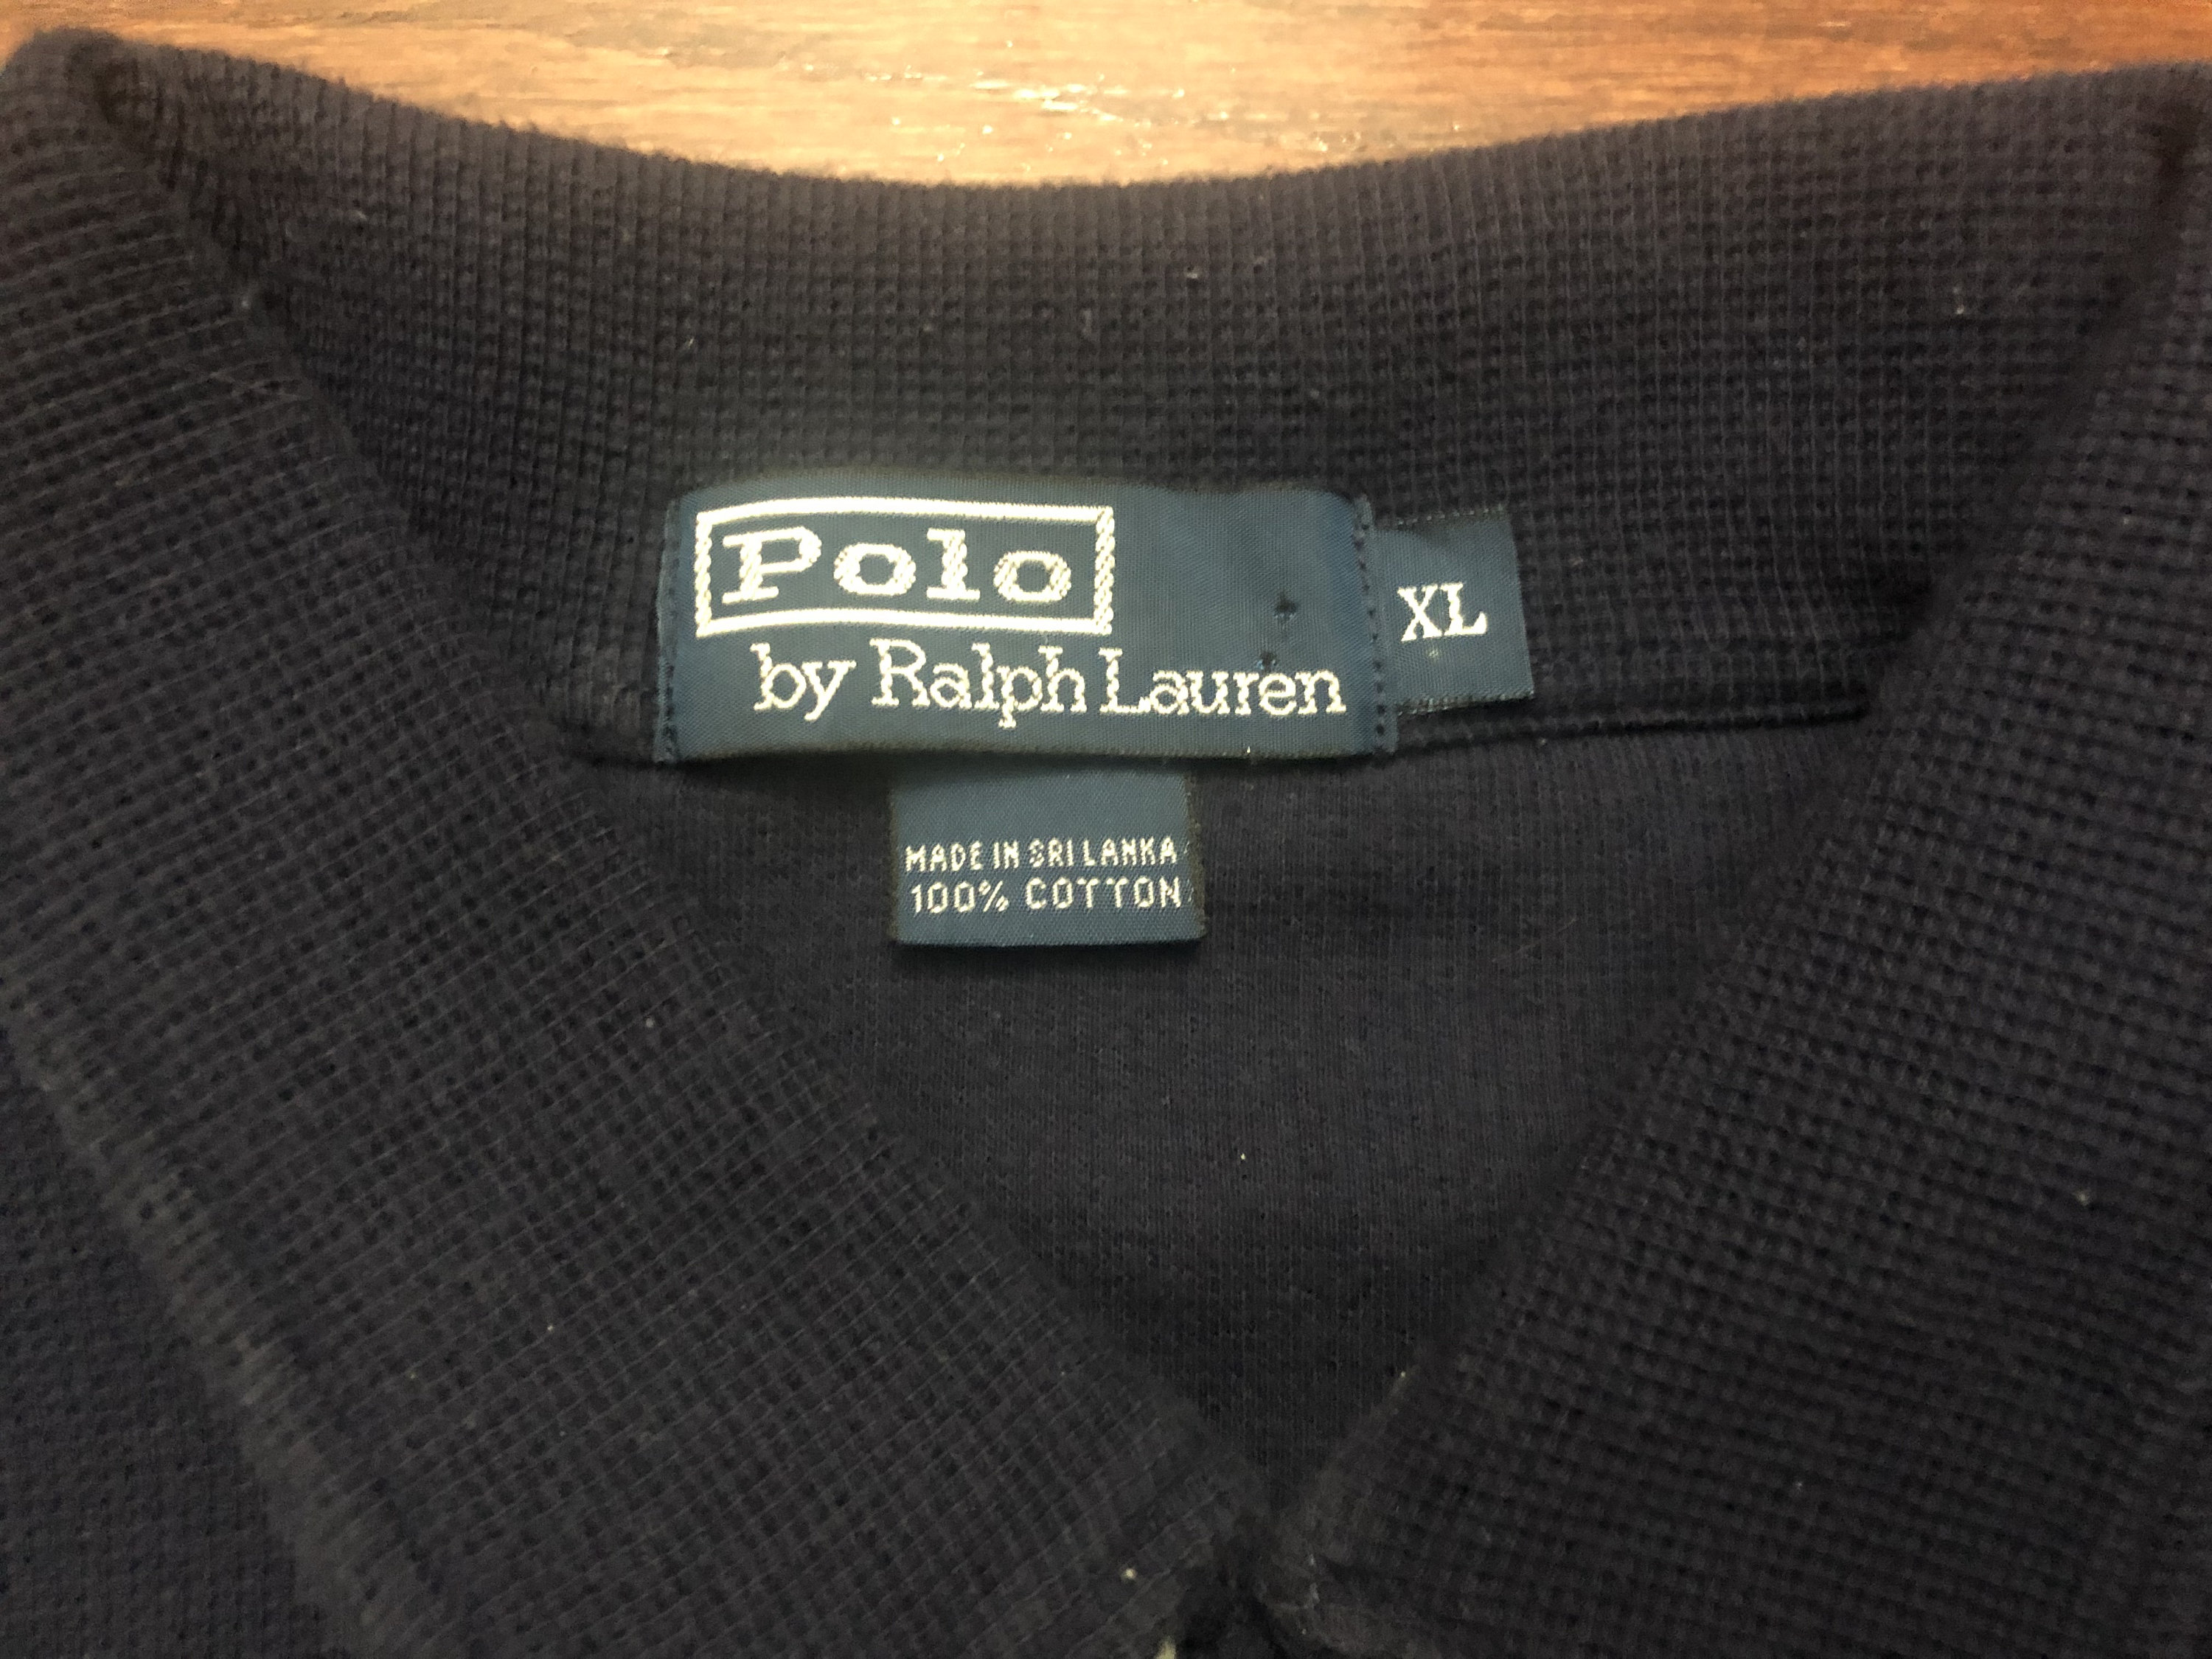 Polo
by Ralph Lauren
XL
MADE IN SRI LANKA
100% COTTON